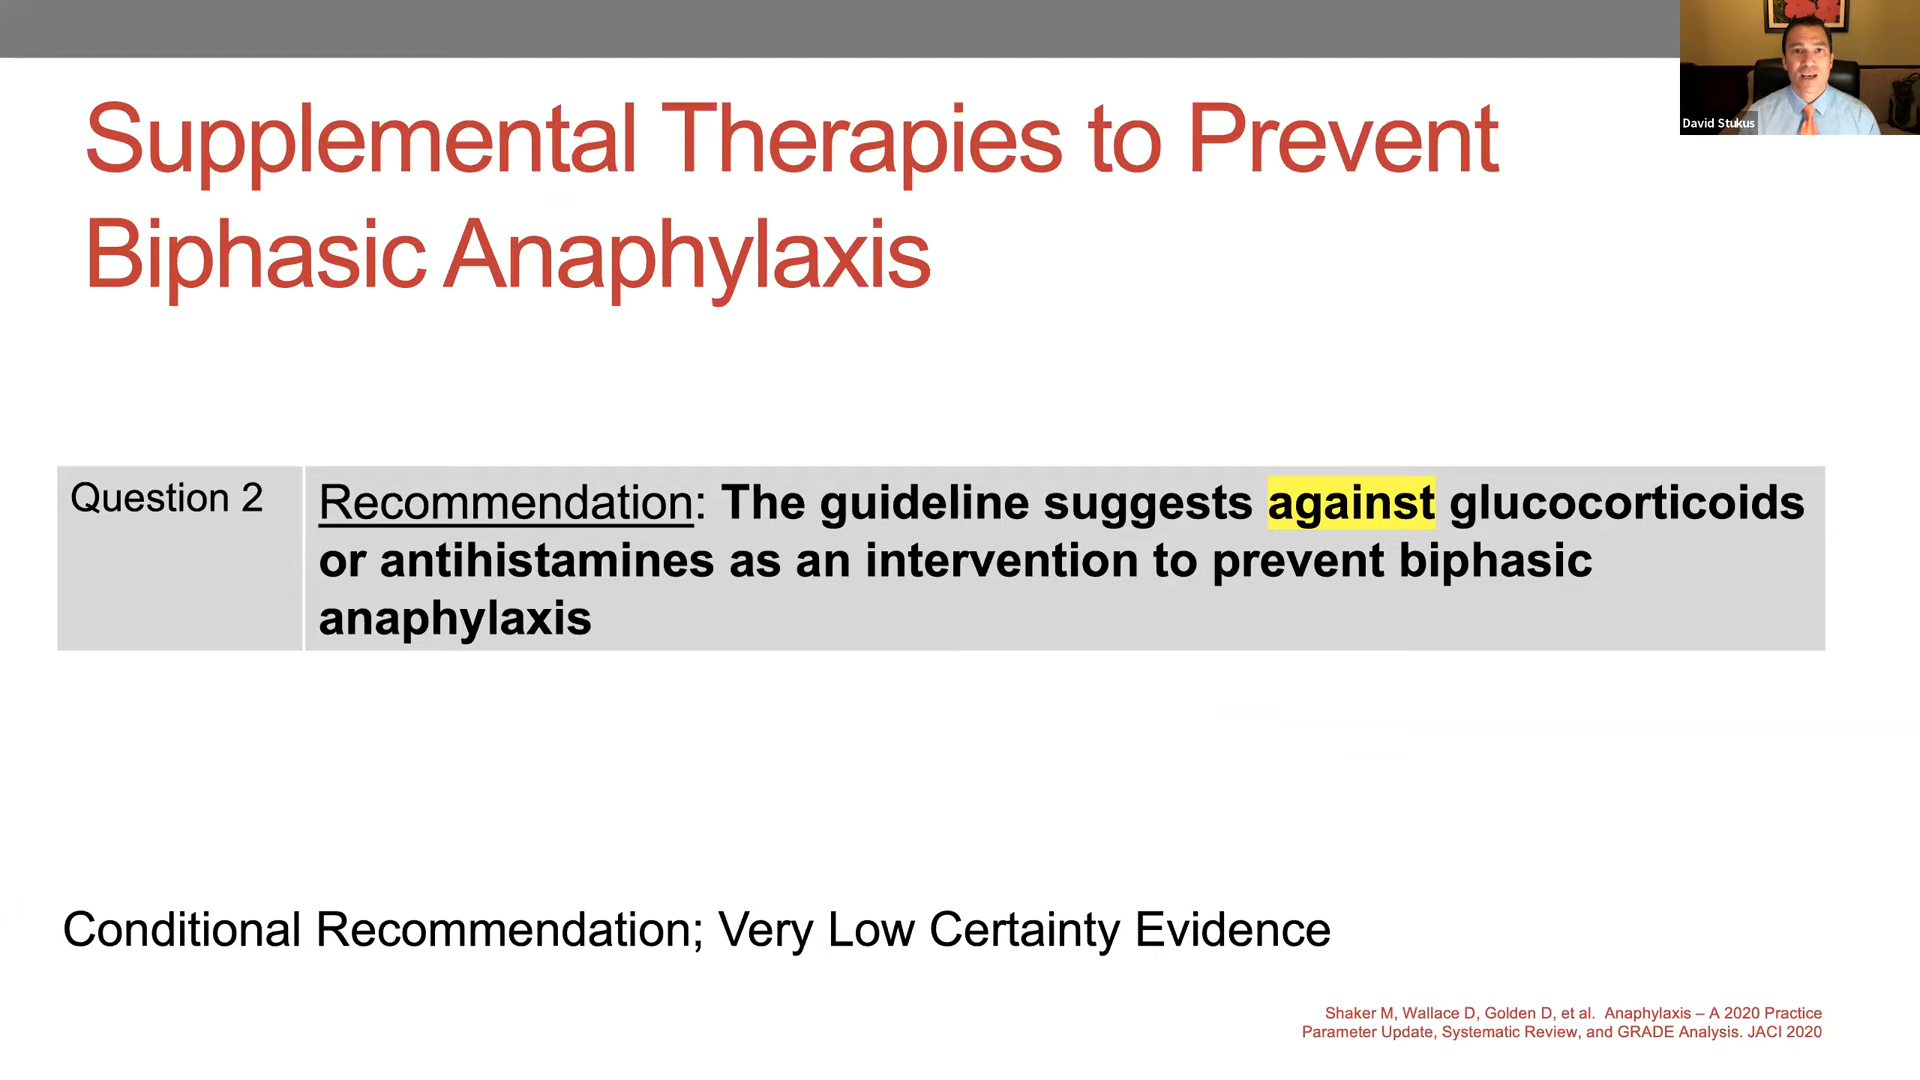 David Stukus
Supplemental Therapies to Prevent
Biphasic Anaphylaxis
Question 2
Recommendation: The guideline suggests against glucocorticoids
or antihistamines as an intervention to prevent biphasic
anaphylaxis
Conditional Recommendation; Very Low Certainty Evidence
Shaker M, Wallace D, Golden D, et al. Anaphylaxis – A 2020 Practice
Parameter Update, Systematic Review, and GRADE Analysis. JACI 2020